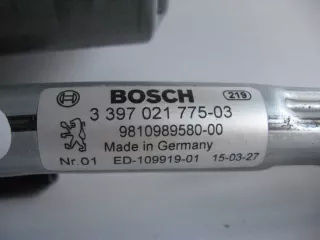 BOSCH 219
3 397 021 775-03
9810989580-00
Made in Germany
Nr.01 ED-109919-01 15-03-27